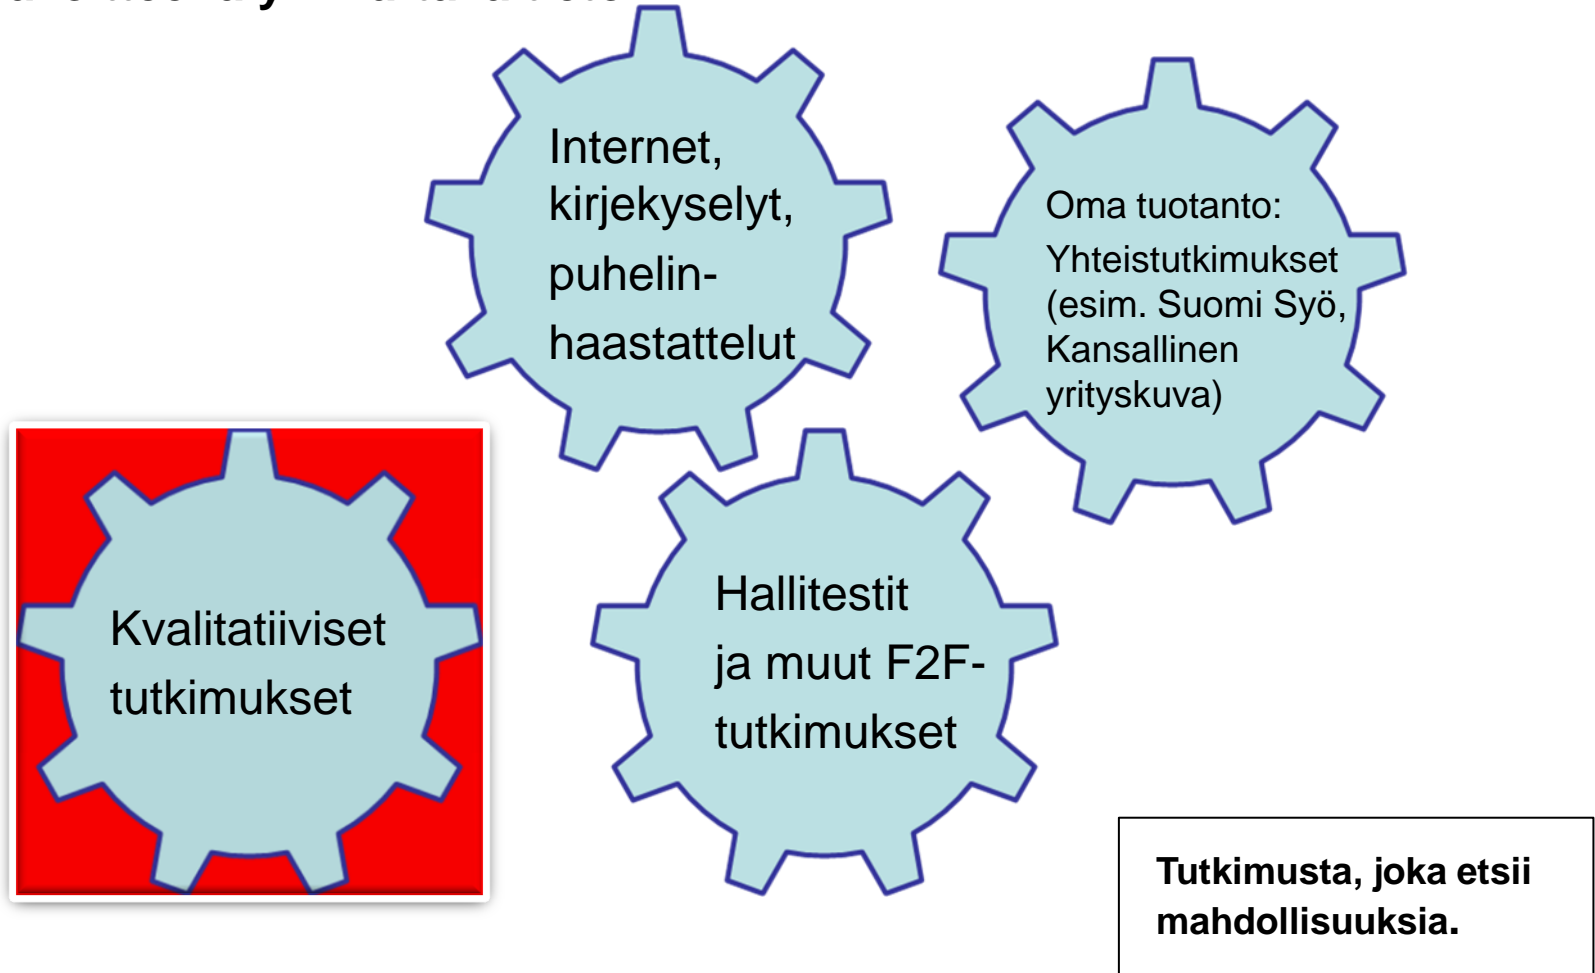 Internet,
kirjekyselyt,
puhelin-
haastattelut
Oma tuotanto:
Yhteistutkimukset
(esim. Suomi Syö,
Kansallinen
yrityskuva)
Kvalitatiiviset
tutkimukset
Hallitestit
ja muut F2F-
tutkimukset
Tutkimusta, joka etsii
mahdollisuuksia.